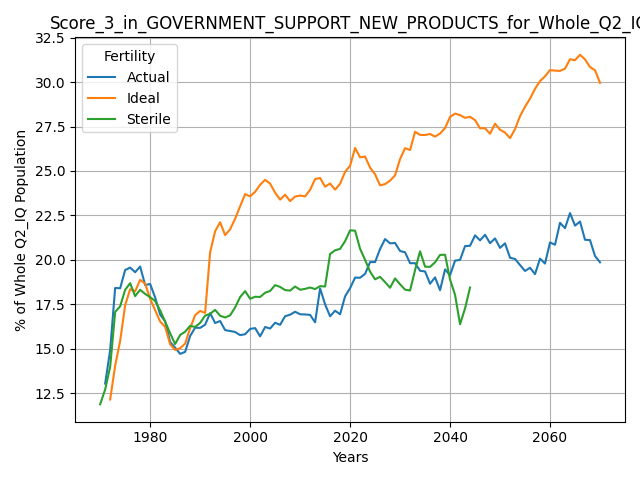 Score_3_in_GOVERNMENT_SUPPORT_NEW_PRODUCTS_for_Whole_Q2_IQ
32.5
30.0
27.5
25.0
22.5
20.0
17.5
15.0
12.5
% of Whole Q2_IQ Population
Fertility
Actual
Ideal
Sterile
1980 2000 2020 2040 2060
Years